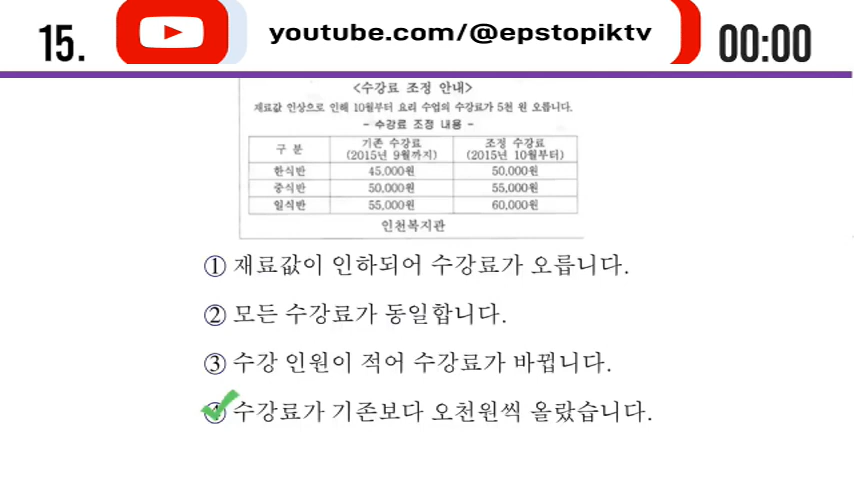 15.
youtube.com/@epstopiktv
00:00
<수강료 조정 안내>
재료값 인상으로 인해 10월부터 요리 수업의 수강료가 5천 원 오릅니다.
- 수강료 조정 내용 -
구 분 기존 수강료 (2015년 9월까지) 조정 수강료 (2015년 10월부터)
한식반 45,000원 50,000원
중식반 50,000원 55,000원
일식반 55,000원 60,000원
인천복지관
① 재료값이 인하되어 수강료가 오릅니다.
② 모든 수강료가 동일합니다.
③ 수강 인원이 적어 수강료가 바뀝니다.
④ 수강료가 기존보다 오천원씩 올랐습니다.